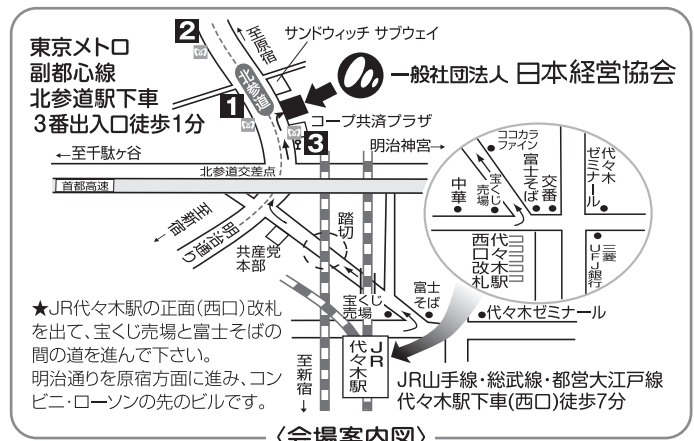 東京メトロ
副都心線
北参道駅下車
3番出入口徒歩1分
2
至原宿
サンドウィッチ サブウェイ
北参道
1
一般社団法人 日本経営協会
コープ共済プラザ
3
←至千駄ヶ谷
明治神宮→
北参道交差点
首都高速
至新宿
明治通り
共産党
本部
踏切
宝くじ
売場
富士
そば
代々木ゼミナール
ココカラ
ファイン
中華
宝くじ
売場
富士そば
交番
代々木
ゼミナール
代々木駅
西口改札
三菱
UFJ銀行
★JR代々木駅の正面(西口)改札
を出て、宝くじ売場と富士そばの
間の道を進んで下さい。
明治通りを原宿方面に進み、コン
ビニ・ローソンの先のビルです。
至新宿→
JR
代々木駅
JR山手線・総武線・都営大江戸線
代々木駅下車(西口)徒歩7分
〈会場案内図〉